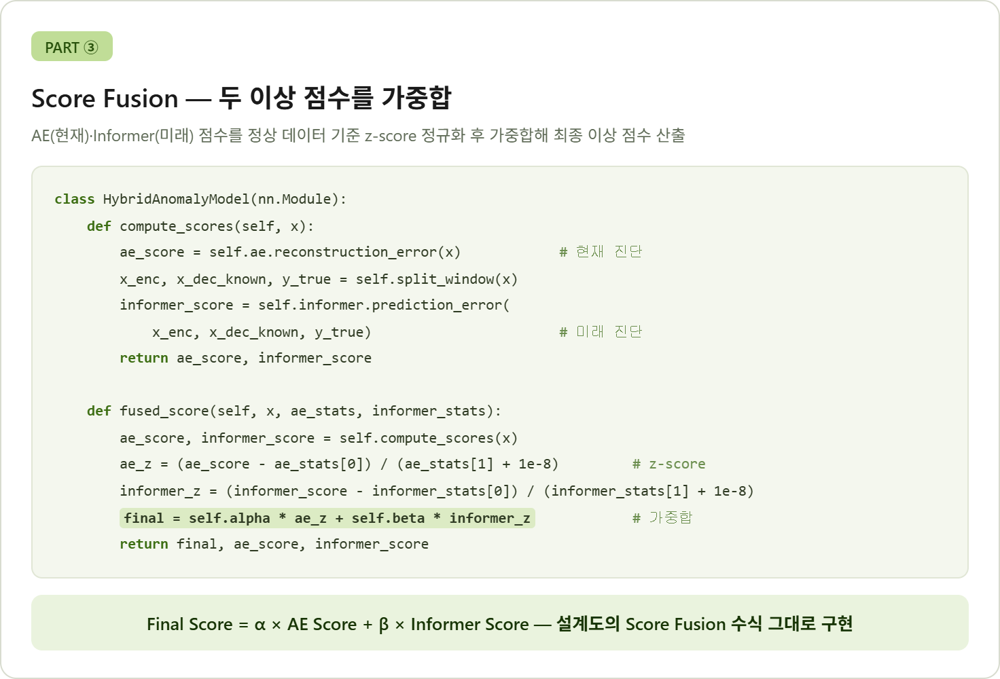 PART ③
Score Fusion — 두 이상 점수를 가중합
AE(현재)·Informer(미래) 점수를 정상 데이터 기준 z-score 정규화 후 가중합해 최종 이상 점수 산출
class HybridAnomalyModel(nn.Module):
    def compute_scores(self, x):
        ae_score = self.ae.reconstruction_error(x)            # 현재 진단
        x_enc, x_dec_known, y_true = self.split_window(x)
        informer_score = self.informer.prediction_error(
            x_enc, x_dec_known, y_true)                       # 미래 진단
        return ae_score, informer_score
    def fused_score(self, x, ae_stats, informer_stats):
        ae_score, informer_score = self.compute_scores(x)
        ae_z = (ae_score - ae_stats[0]) / (ae_stats[1] + 1e-8)         # z-score
        informer_z = (informer_score - informer_stats[0]) / (informer_stats[1] + 1e-8)
        final = self.alpha * ae_z + self.beta * informer_z            # 가중합
        return final, ae_score, informer_score
Final Score = α × AE Score + β × Informer Score — 설계도의 Score Fusion 수식 그대로 구현